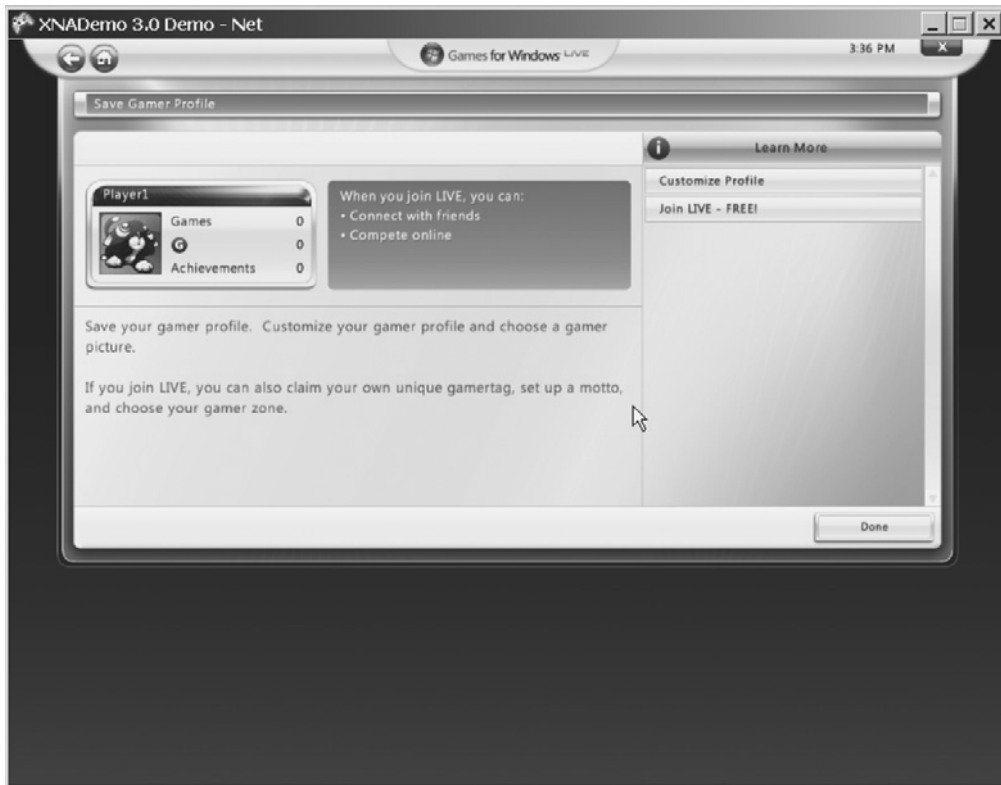 XNADemo 3.0 Demo - Net
Games for Windows LIVE
3:36 PM
X
Save Gamer Profile
i
Learn More
Player1
Games 0
G 0
Achievements 0
When you join LIVE, you can:
• Connect with friends
• Compete online
Customize Profile
Join LIVE - FREE!
Save your gamer profile. Customize your gamer profile and choose a gamer
picture.
If you join LIVE, you can also claim your own unique gamertag, set up a motto,
and choose your gamer zone.
Done